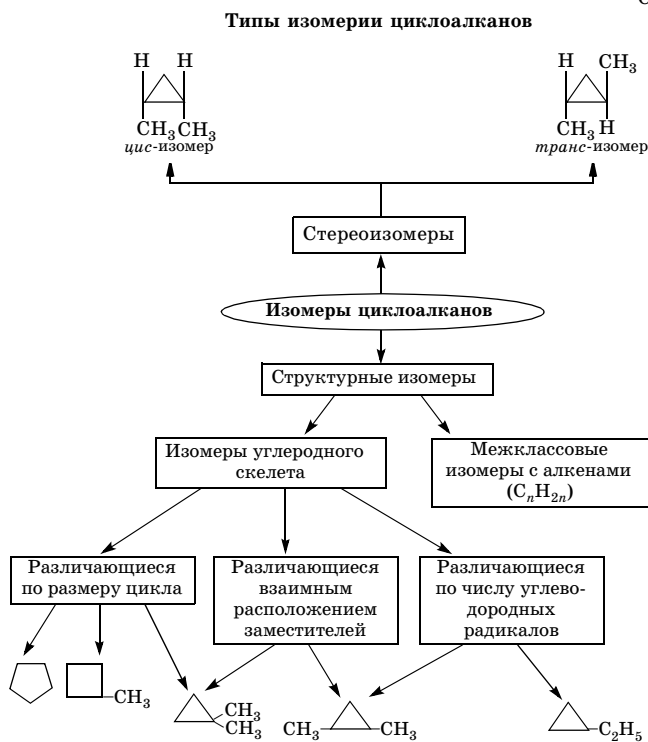 Типы изомерии циклоалканов
H H
CH₃ CH₃
цис-изомер
H CH₃
CH₃ H
транс-изомер
Стереоизомеры
Изомеры циклоалканов
Структурные изомеры
Изомеры углеродного
скелета
Межклассовые
изомеры с алкенами
(CₙH₂ₙ)
Различающиеся
по размеру цикла
Различающиеся
взаимным
расположением
заместителей
Различающиеся
по числу углево-
дородных
радикалов
CH₃
CH₃
CH₃
CH₃ CH₃
C₂H₅